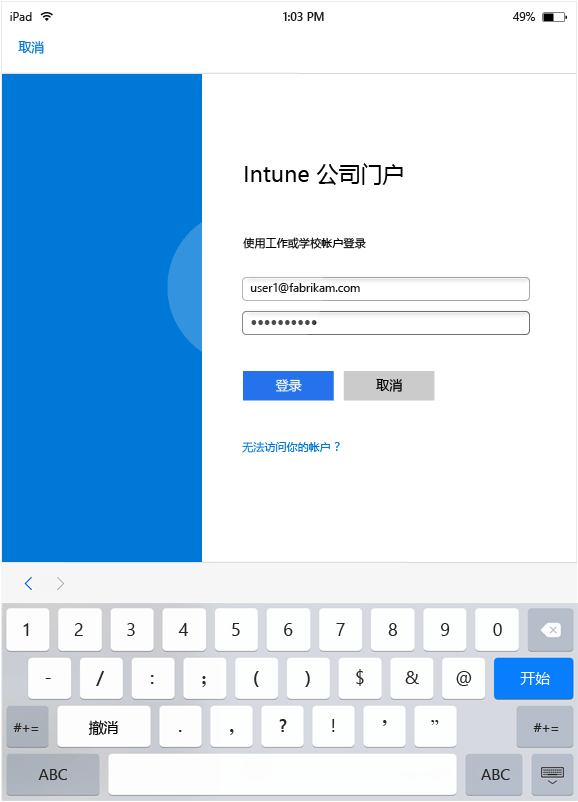 iPad 1:03 PM 49%
取消
Intune 公司门户
使用工作或学校帐户登录
user1@fabrikam.com
••••••••••
登录 取消
无法访问你的帐户？
1 2 3 4 5 6 7 8 9 0
- / : ; ( ) $ & @ 开始
#+= 撤消 . , ? ! ’ ” #+=
ABC ABC